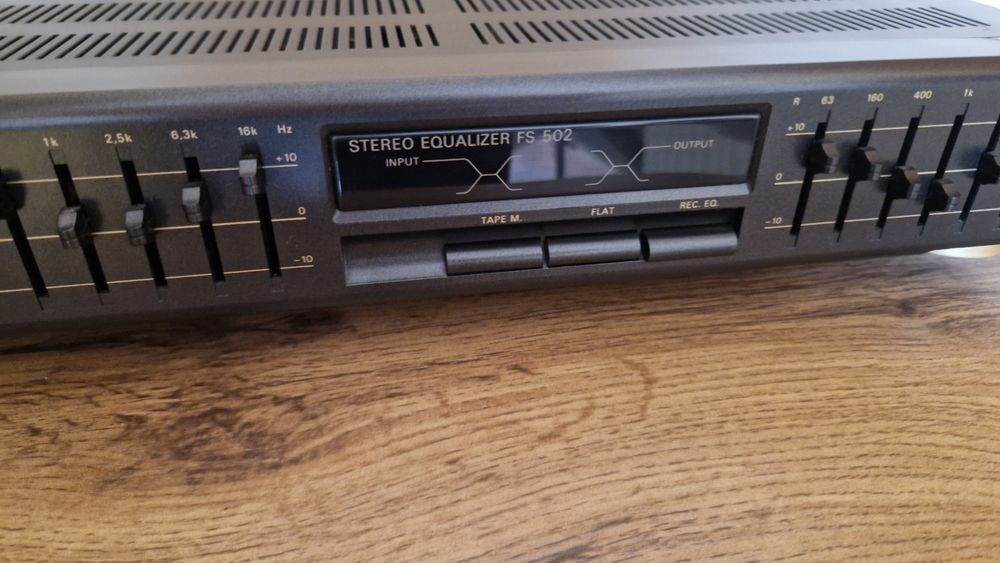 1k 2,5k 6,3k 16k Hz
+10
0
-10
STEREO EQUALIZER FS 502
INPUT
OUTPUT
TAPE M. FLAT REC. EQ.
R 63 160 400 1k
+10
0
-10